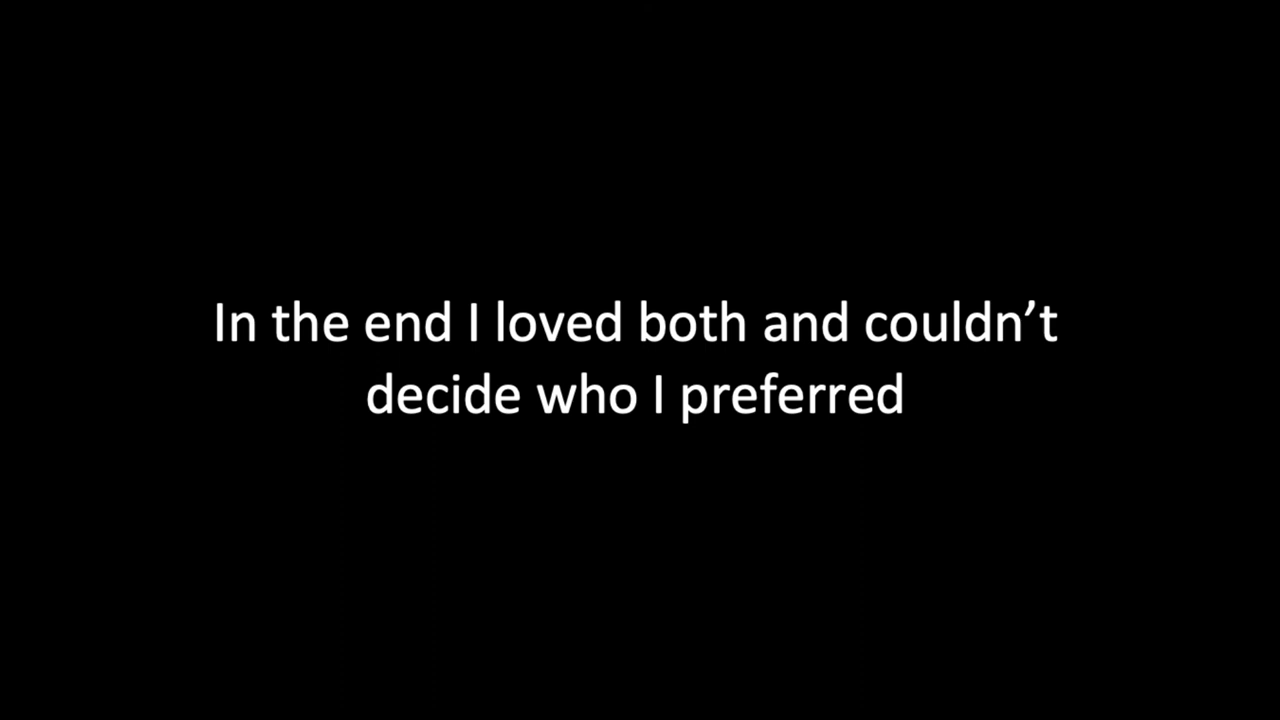 In the end I loved both and couldn’t
decide who I preferred